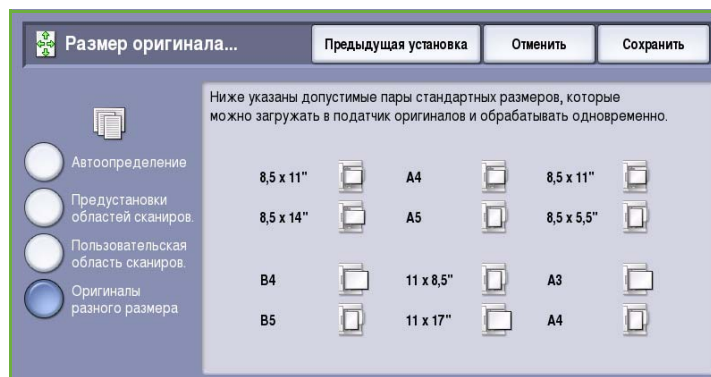 Размер оригинала...
Предыдущая установка
Отменить
Сохранить
Ниже указаны допустимые пары стандартных размеров, которые
можно загружать в податчик оригиналов и обрабатывать одновременно.
Автоопределение
Предустановки
областей сканиров.
Пользовательская
область сканиров.
Оригиналы
разного размера
8,5 x 11" A4 8,5 x 11"
8,5 x 14" A5 8,5 x 5,5"
B4 11 x 8,5" A3
B5 11 x 17" A4